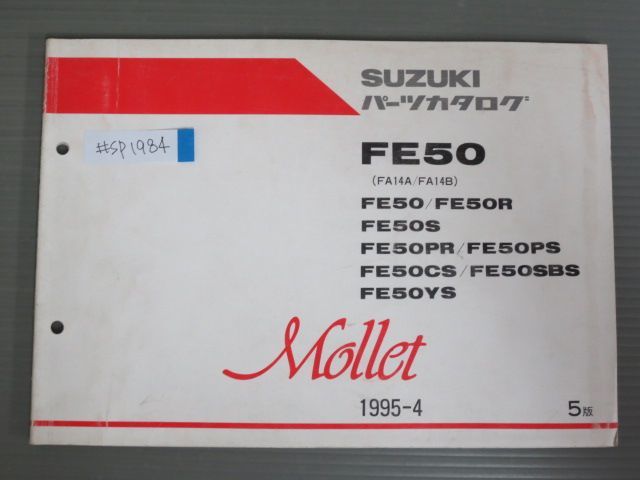 SUZUKI
パーツカタログ
#SP1984
FE50
(FA14A/FA14B)
FE50/FE50R
FE50S
FE50PR/FE50PS
FE50CS/FE50SBS
FE50YS
Mollet
1995-4
5版